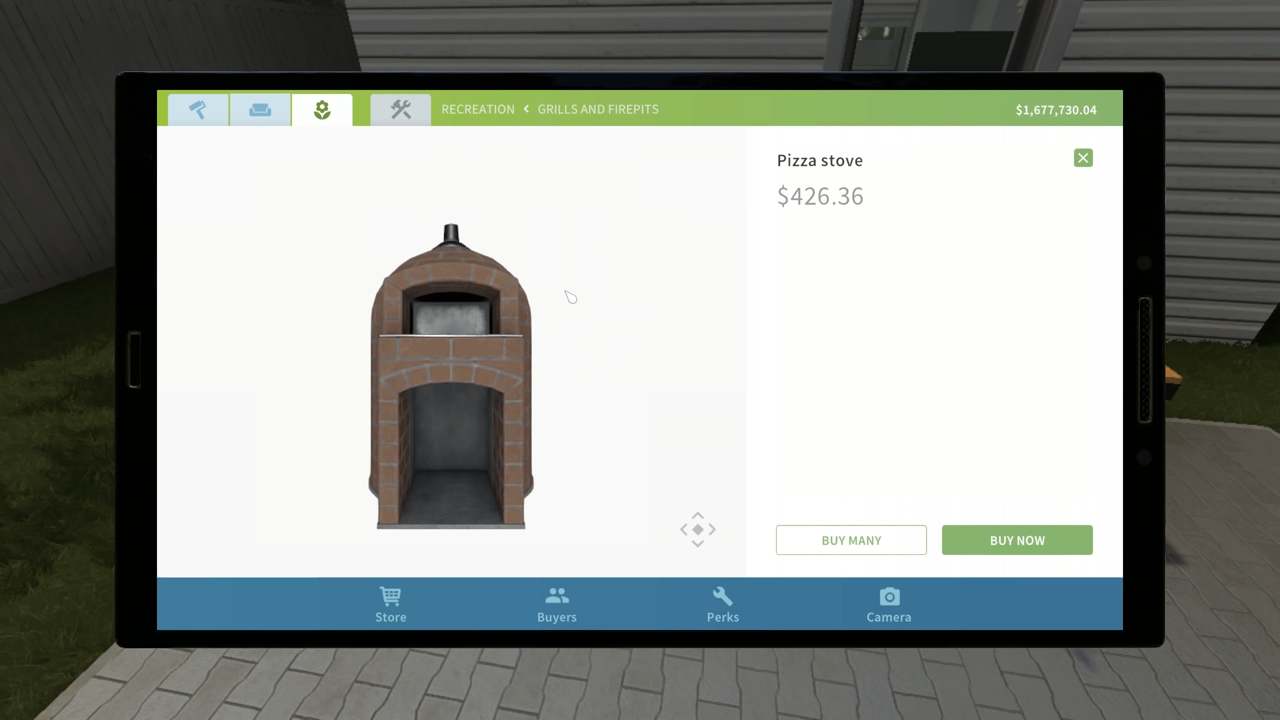 RECREATION < GRILLS AND FIREPITS
$1,677,730.04
Pizza stove
$426.36
BUY MANY
BUY NOW
Store
Buyers
Perks
Camera